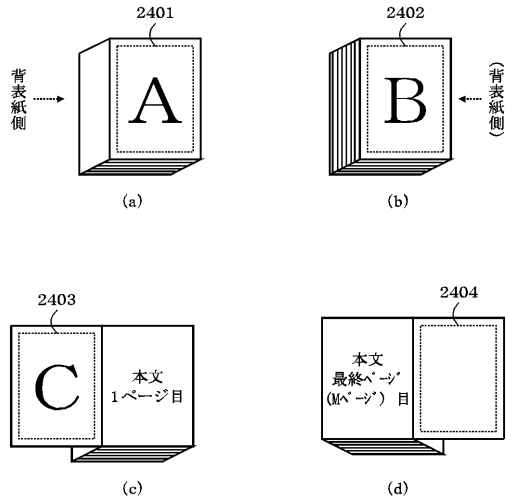 2401
背表紙側
A
(a)
2402
B
(背表紙側)
(b)
2403
C
本文
1ページ目
(c)
2404
本文
最終ページ
(Mページ) 目
(d)